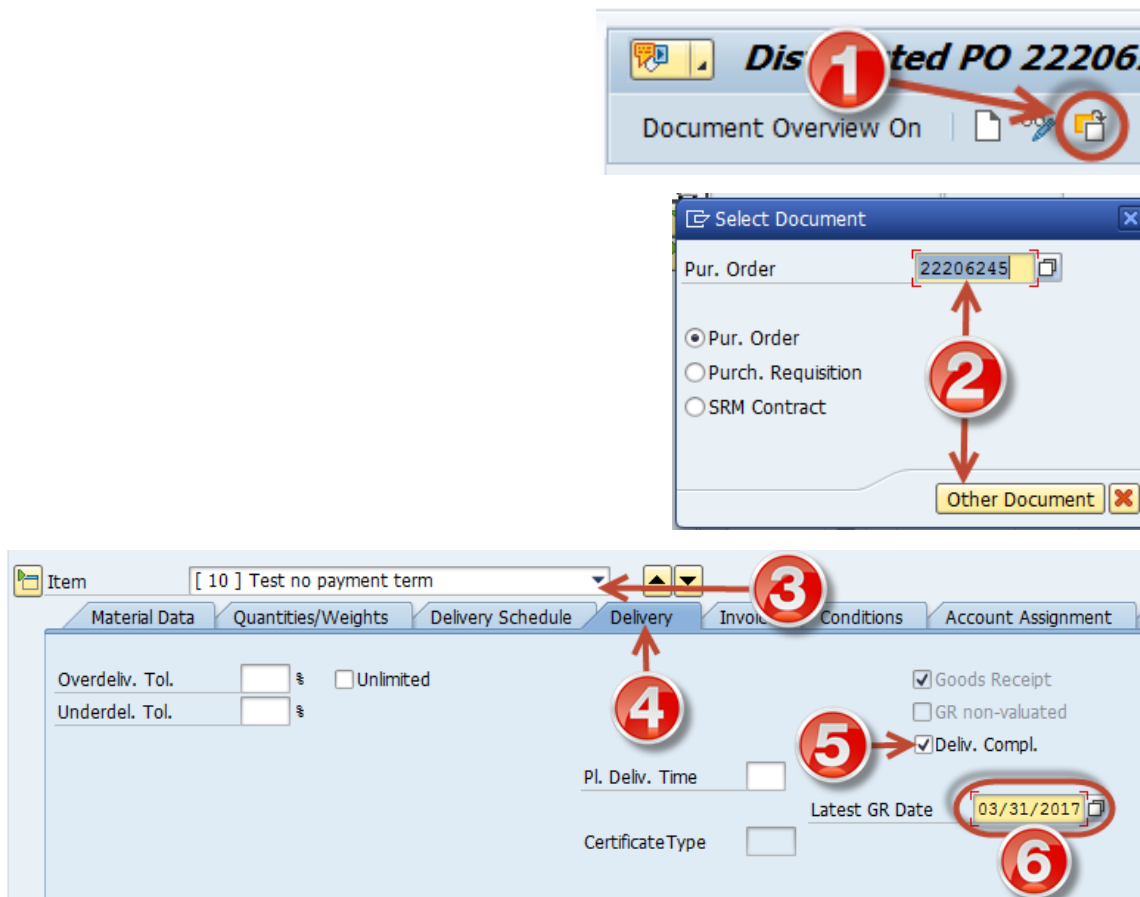 Dis ted PO 22206
1
Document Overview On
Select Document
Pur. Order 22206245
Pur. Order
Purch. Requisition
2
SRM Contract
Other Document
Item [ 10 ] Test no payment term
3
Material Data Quantities/Weights Delivery Schedule Delivery Invoi Conditions Account Assignment
Overdeliv. Tol. % Unlimited Goods Receipt
Underdel. Tol. % GR non-valuated
4
5 Deliv. Compl.
Pl. Deliv. Time
Latest GR Date 03/31/2017
Certificate Type
6